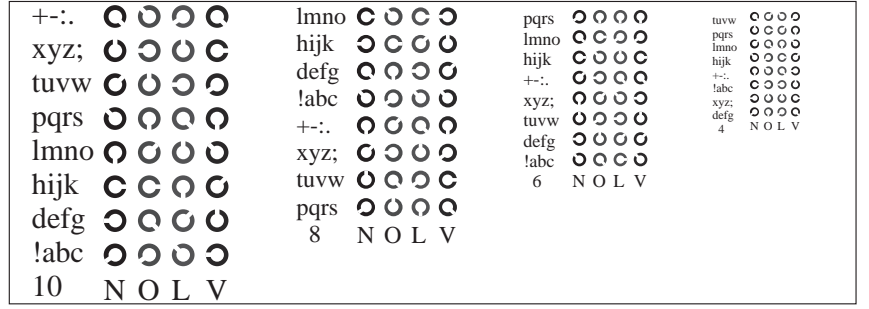 +-:.
xyz;
tuvw
pqrs
lmno
hijk
defg
!abc
10 N O L V
lmno
hijk
defg
!abc
+-:.
xyz;
tuvw
pqrs
8 N O L V
pqrs
lmno
hijk
+-:.
xyz;
tuvw
defg
!abc
6 N O L V
tuvw
pqrs
lmno
hijk
+-:.
!abc
xyz;
defg
4 N O L V